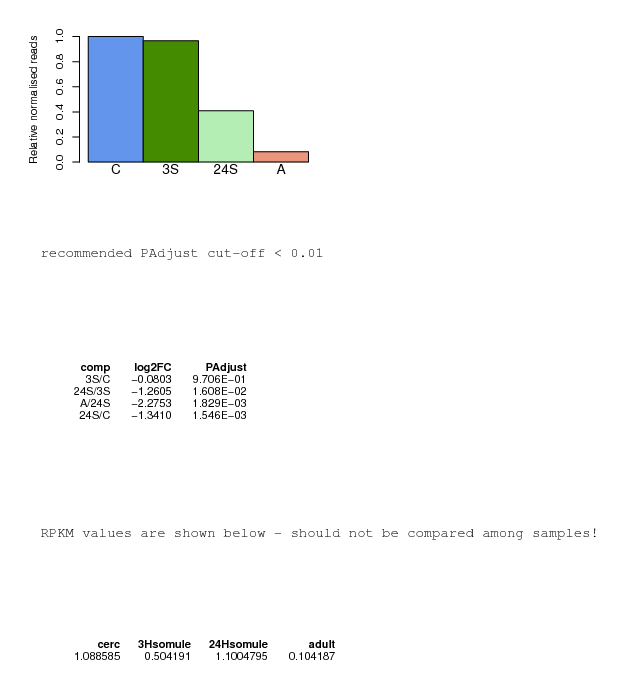 Relative normalised reads
1.0
0.8
0.6
0.4
0.2
0.0
C 3S 24S A
recommended PAdjust cut-off < 0.01
comp log2FC PAdjust
3S/C −0.0803 9.706E−01
24S/3S −1.2605 1.608E−02
A/24S −2.2753 1.829E−03
24S/C −1.3410 1.546E−03
RPKM values are shown below - should not be compared among samples!
cerc 3Hsomule 24Hsomule adult
1.088585 0.504191 1.1004795 0.104187